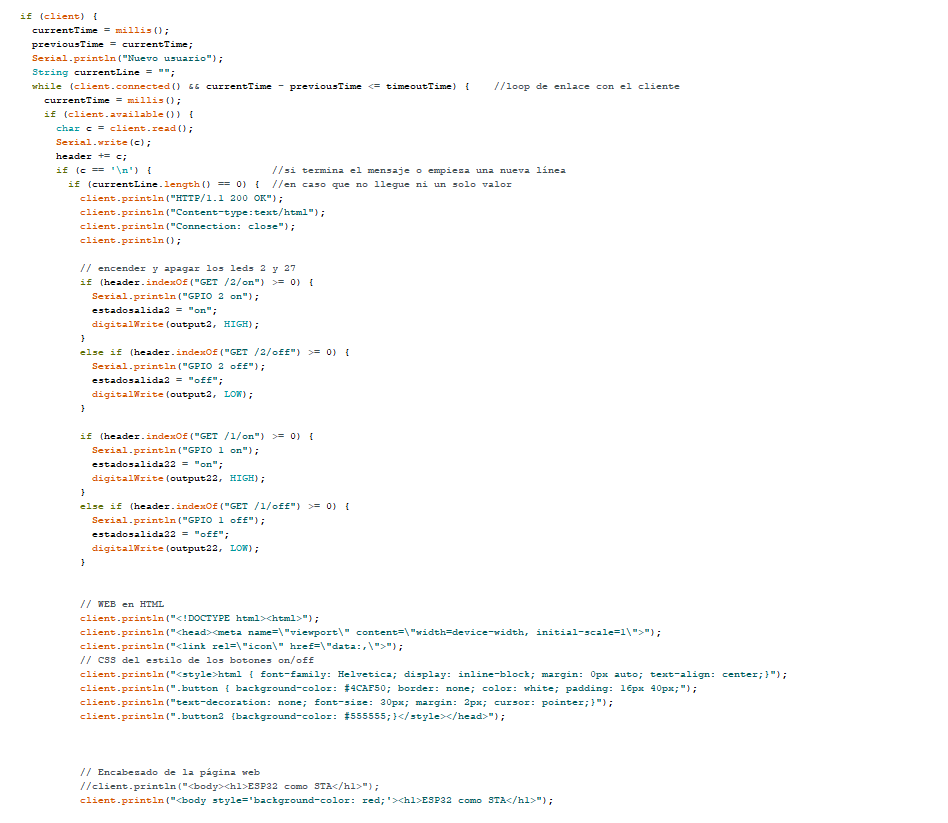 if (client) {
currentTime = millis();
previousTime = currentTime;
Serial.println("Nuevo usuario");
String currentLine = "";
while (client.connected() && currentTime - previousTime <= timeoutTime) {    //loop de enlace con el cliente
currentTime = millis();
if (client.available()) {
char c = client.read();
Serial.write(c);
header += c;
if (c == '\n') {                    //si termina el mensaje o empieza una nueva línea
if (currentLine.length() == 0) {  //en caso que no llegue ni un solo valor
client.println("HTTP/1.1 200 OK");
client.println("Content-type:text/html");
client.println("Connection: close");
client.println();
// encender y apagar los leds 2 y 27
if (header.indexOf("GET /2/on") >= 0) {
Serial.println("GPIO 2 on");
estadosalida2 = "on";
digitalWrite(output2, HIGH);
}
else if (header.indexOf("GET /2/off") >= 0) {
Serial.println("GPIO 2 off");
estadosalida2 = "off";
digitalWrite(output2, LOW);
}
if (header.indexOf("GET /1/on") >= 0) {
Serial.println("GPIO 1 on");
estadosalida22 = "on";
digitalWrite(output22, HIGH);
}
else if (header.indexOf("GET /1/off") >= 0) {
Serial.println("GPIO 1 off");
estadosalida22 = "off";
digitalWrite(output22, LOW);
}
// WEB en HTML
client.println("<!DOCTYPE html><html>");
client.println("<head><meta name=\"viewport\" content=\"width=device-width, initial-scale=1\">");
client.println("<link rel=\"icon\" href=\"data:,\">");
// CSS del estilo de los botones on/off
client.println("<style>html { font-family: Helvetica; display: inline-block; margin: 0px auto; text-align: center;}");
client.println(".button { background-color: #4CAF50; border: none; color: white; padding: 16px 40px;");
client.println("text-decoration: none; font-size: 30px; margin: 2px; cursor: pointer;}");
client.println(".button2 {background-color: #555555;}</style></head>");
// Encabezado de la página web
//client.println("<body><h1>ESP32 como STA</h1>");
client.println("<body style='background-color: red;'><h1>ESP32 como STA</h1>");